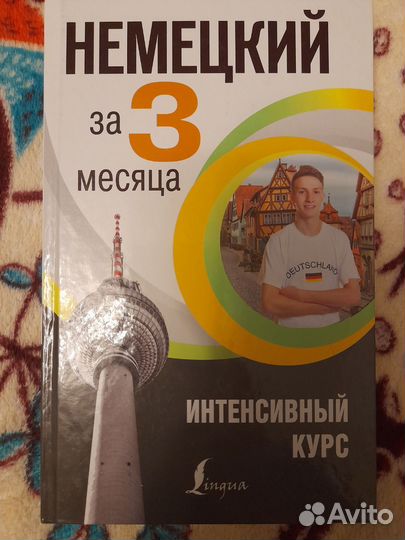 НЕМЕЦКИЙ
за 3
месяца
DEUTSCHLAND
ИНТЕНСИВНЫЙ
КУРС
Lingua
Avito